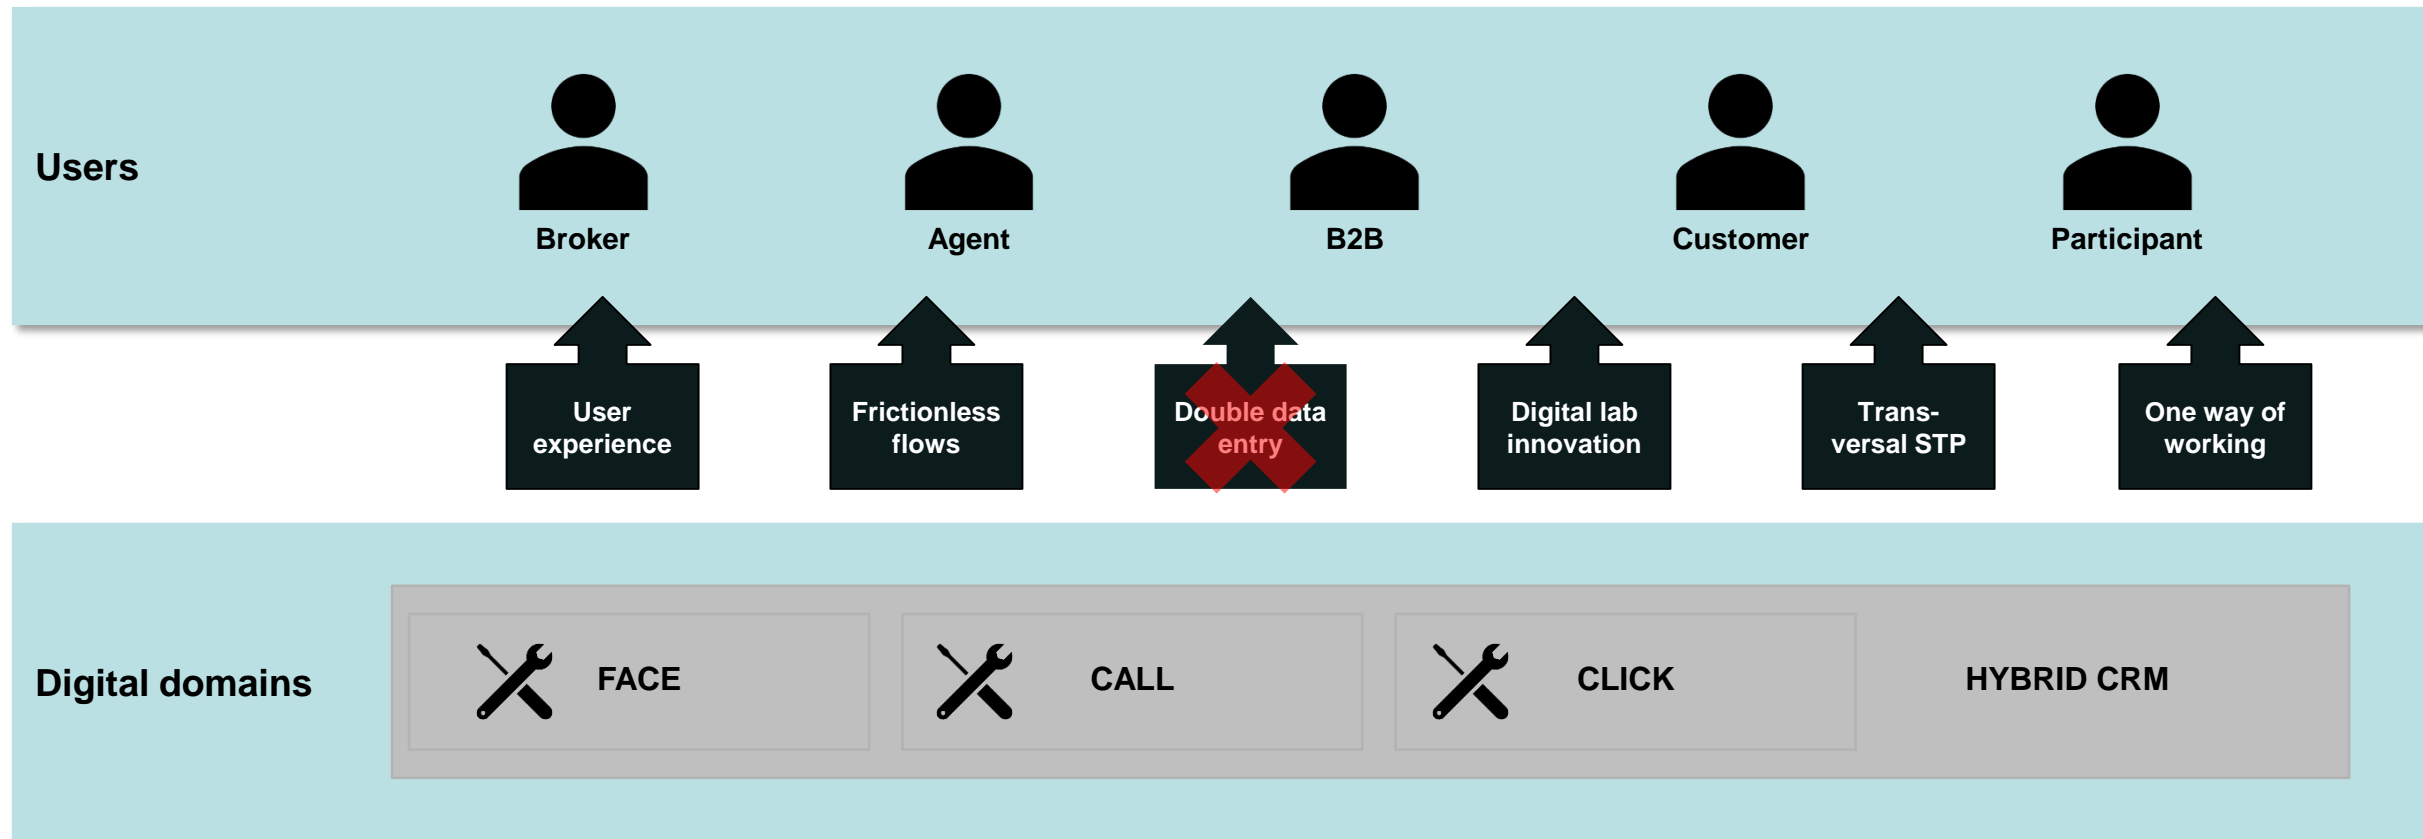 Users
Broker
Agent
B2B
Customer
Participant
User
experience
Frictionless
flows
Double data
entry
Digital lab
innovation
Trans-
versal STP
One way of
working
Digital domains
FACE
CALL
CLICK
HYBRID CRM